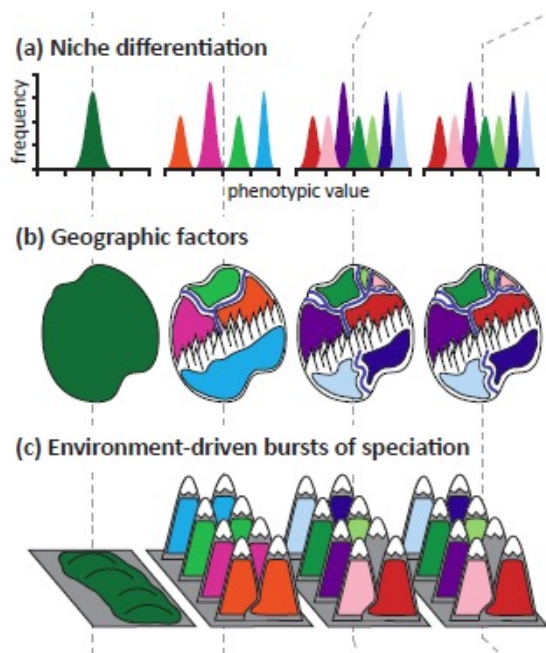 (a) Niche differentiation
frequency
phenotypic value
(b) Geographic factors
(c) Environment-driven bursts of speciation